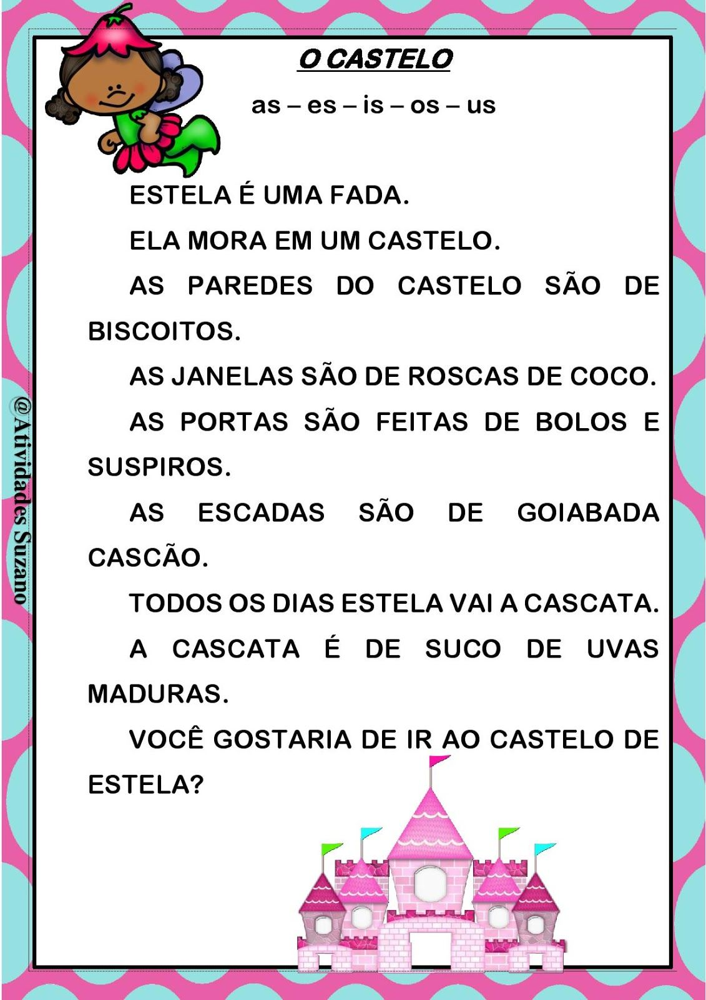 O CASTELO
as – es – is – os – us
ESTELA É UMA FADA.
ELA MORA EM UM CASTELO.
AS PAREDES DO CASTELO SÃO DE
BISCOITOS.
AS JANELAS SÃO DE ROSCAS DE COCO.
AS PORTAS SÃO FEITAS DE BOLOS E
SUSPIROS.
AS ESCADAS SÃO DE GOIABADA
CASCÃO.
TODOS OS DIAS ESTELA VAI A CASCATA.
A CASCATA É DE SUCO DE UVAS
MADURAS.
VOCÊ GOSTARIA DE IR AO CASTELO DE
ESTELA?
@Atividades Suzano